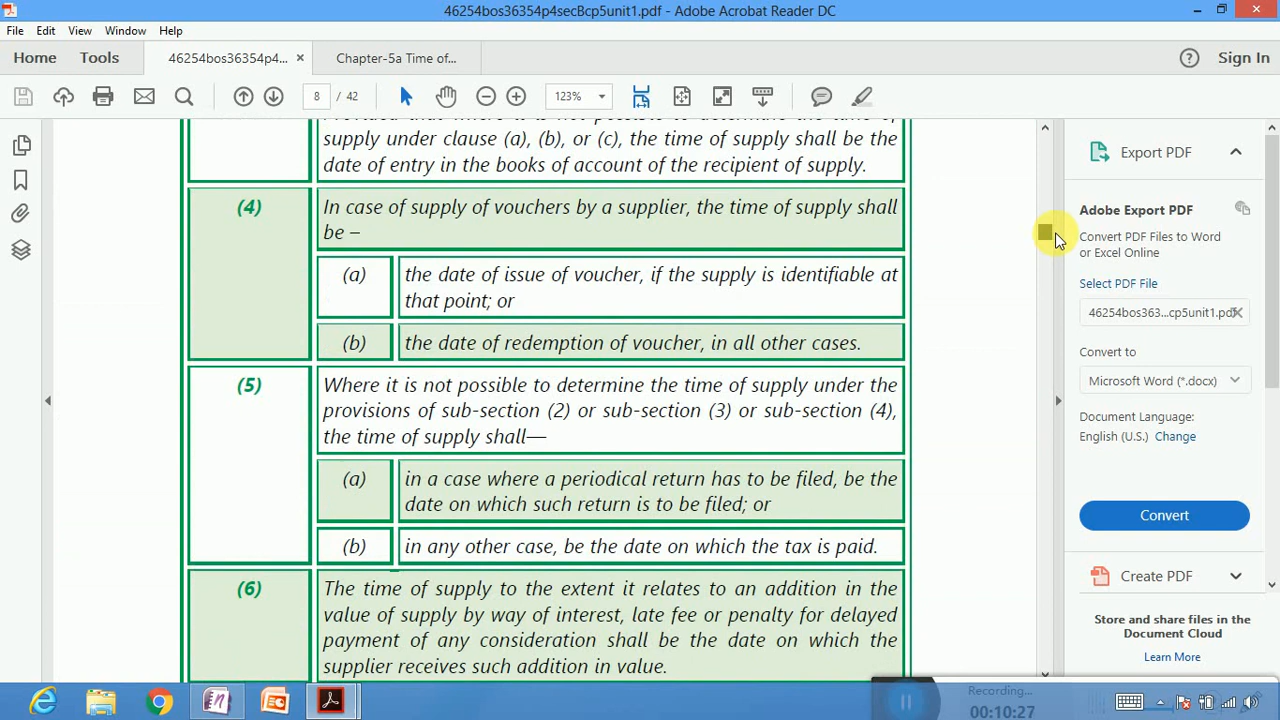 46254bos36354p4secBcp5unit1.pdf - Adobe Acrobat Reader DC
File Edit View Window Help
Home Tools 46254bos36354p4... × Chapter-5a Time of... ? Sign In
8 / 42 123%
supply under clause (a), (b), or (c), the time of supply shall be the
date of entry in the books of account of the recipient of supply.
(4) In case of supply of vouchers by a supplier, the time of supply shall
be –
(a) the date of issue of voucher, if the supply is identifiable at
that point; or
(b) the date of redemption of voucher, in all other cases.
(5) Where it is not possible to determine the time of supply under the
provisions of sub-section (2) or sub-section (3) or sub-section (4),
the time of supply shall—
(a) in a case where a periodical return has to be filed, be the
date on which such return is to be filed; or
(b) in any other case, be the date on which the tax is paid.
(6) The time of supply to the extent it relates to an addition in the
value of supply by way of interest, late fee or penalty for delayed
payment of any consideration shall be the date on which the
supplier receives such addition in value.
Export PDF
Adobe Export PDF
Convert PDF Files to Word
or Excel Online
Select PDF File
46254bos363...cp5unit1.pdf
Convert to
Microsoft Word (*.docx)
Document Language:
English (U.S.) Change
Convert
Create PDF
Store and share files in the
Document Cloud
Learn More
Recording...
00:10:27